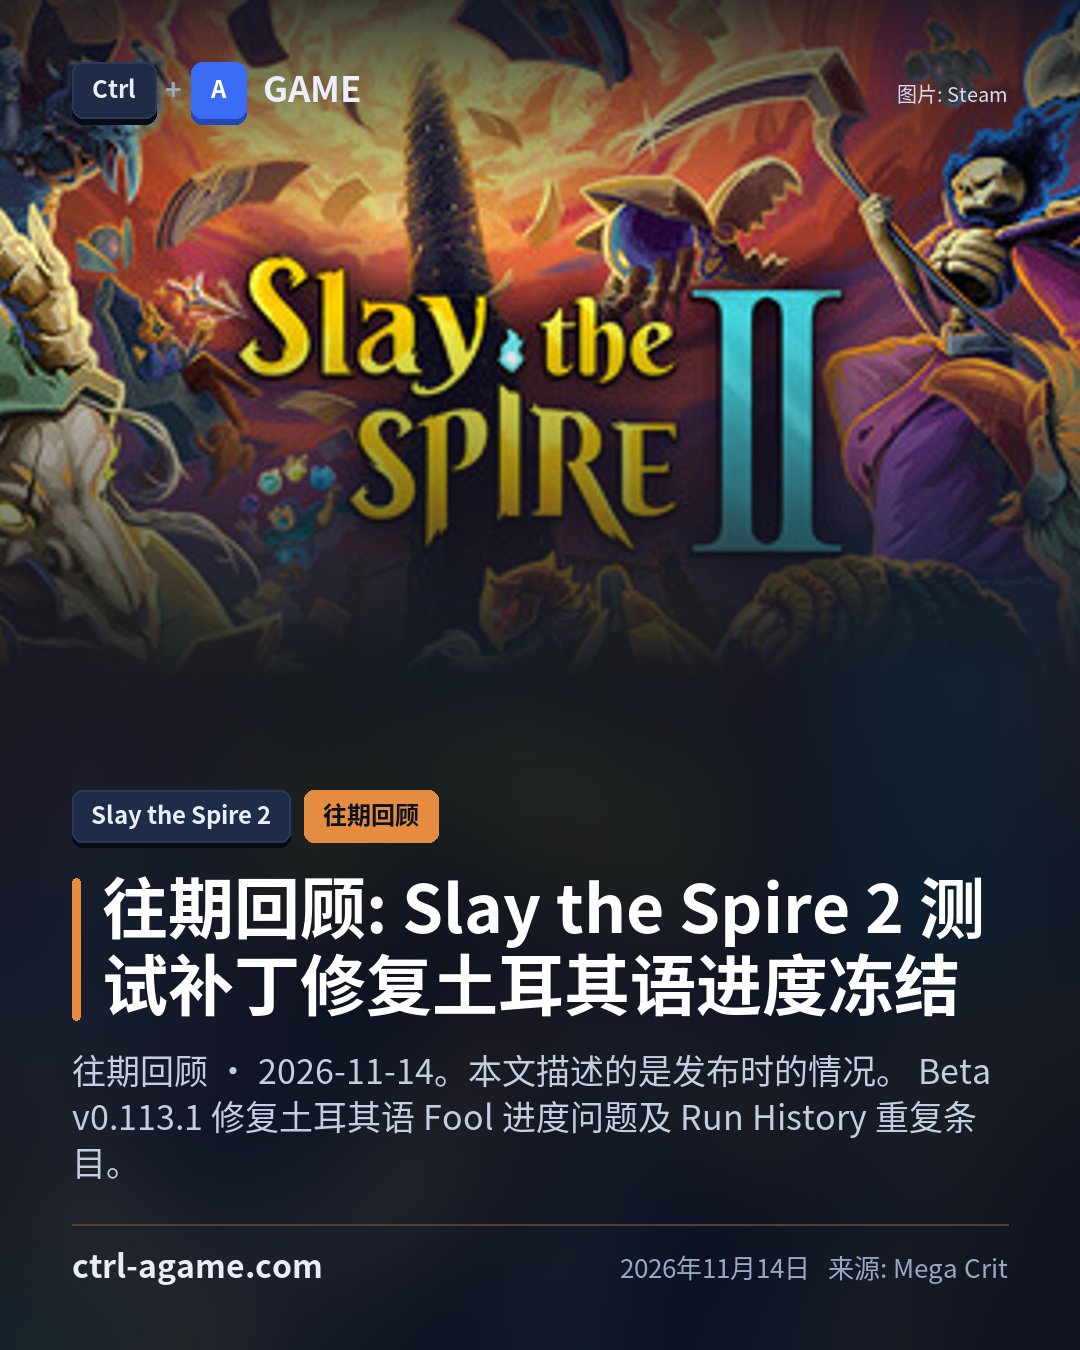 Ctrl + A GAME
图片: Steam
Slay the
SPIRE II
Slay the Spire 2
往期回顾
往期回顾: Slay the Spire 2 测
试补丁修复土耳其语进度冻结
往期回顾 · 2026-11-14。本文描述的是发布时的情况。 Beta
v0.113.1 修复土耳其语 Fool 进度问题及 Run History 重复条
目。
ctrl-agame.com
2026年11月14日 来源: Mega Crit